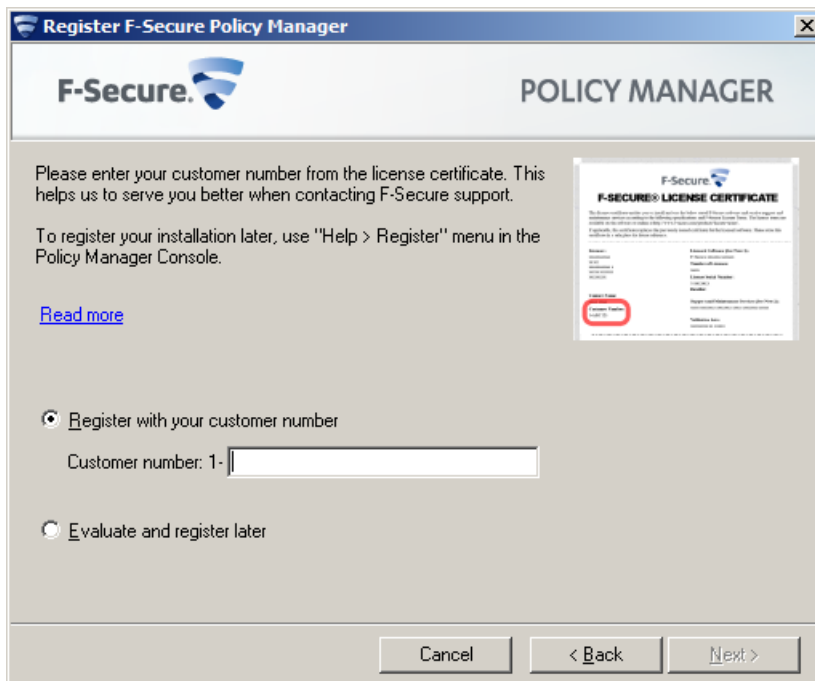 Register F-Secure Policy Manager
F-Secure.
POLICY MANAGER
Please enter your customer number from the license certificate. This
helps us to serve you better when contacting F-Secure support.
To register your installation later, use "Help > Register" menu in the
Policy Manager Console.
Read more
F-Secure
F-SECURE® LICENSE CERTIFICATE
Customer Number
Register with your customer number
Customer number: 1-
Evaluate and register later
Cancel
< Back
Next >